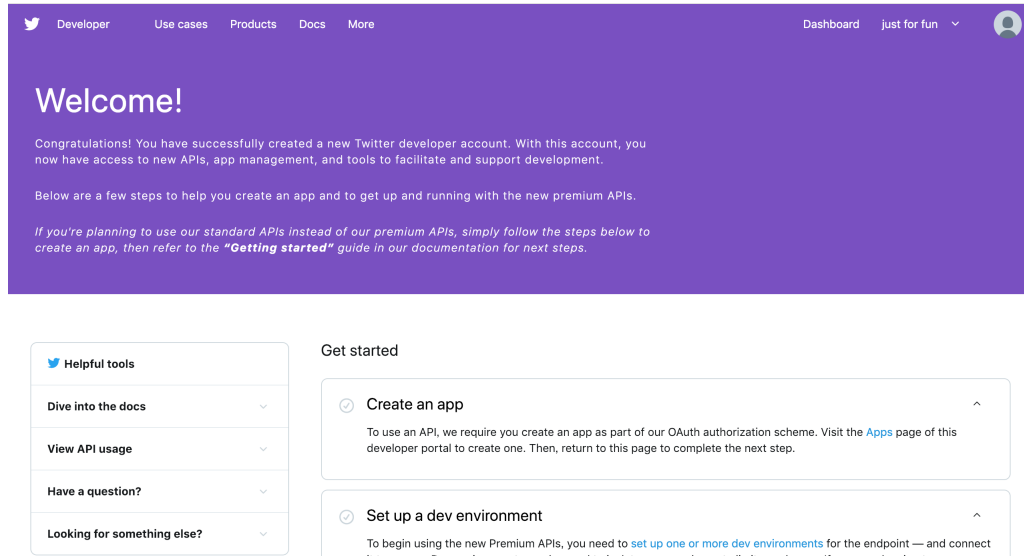 Developer Use cases Products Docs More Dashboard just for fun
Welcome!
Congratulations! You have successfully created a new Twitter developer account. With this account, you
now have access to new APIs, app management, and tools to facilitate and support development.
Below are a few steps to help you create an app and to get up and running with the new premium APIs.
If you're planning to use our standard APIs instead of our premium APIs, simply follow the steps below to
create an app, then refer to the “Getting started” guide in our documentation for next steps.
Helpful tools
Dive into the docs
View API usage
Have a question?
Looking for something else?
Get started
Create an app
To use an API, we require you create an app as part of our OAuth authorization scheme. Visit the Apps page of this
developer portal to create one. Then, return to this page to complete the next step.
Set up a dev environment
To begin using the new Premium APIs, you need to set up one or more dev environments for the endpoint — and connect